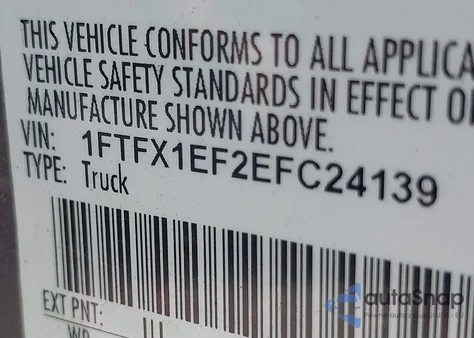 THIS VEHICLE CONFORMS TO ALL APPLICA
VEHICLE SAFETY STANDARDS IN EFFECT O
MANUFACTURE SHOWN ABOVE.
VIN: 1FTFX1EF2EFC24139
TYPE: Truck
EXT PNT:
autaSnap